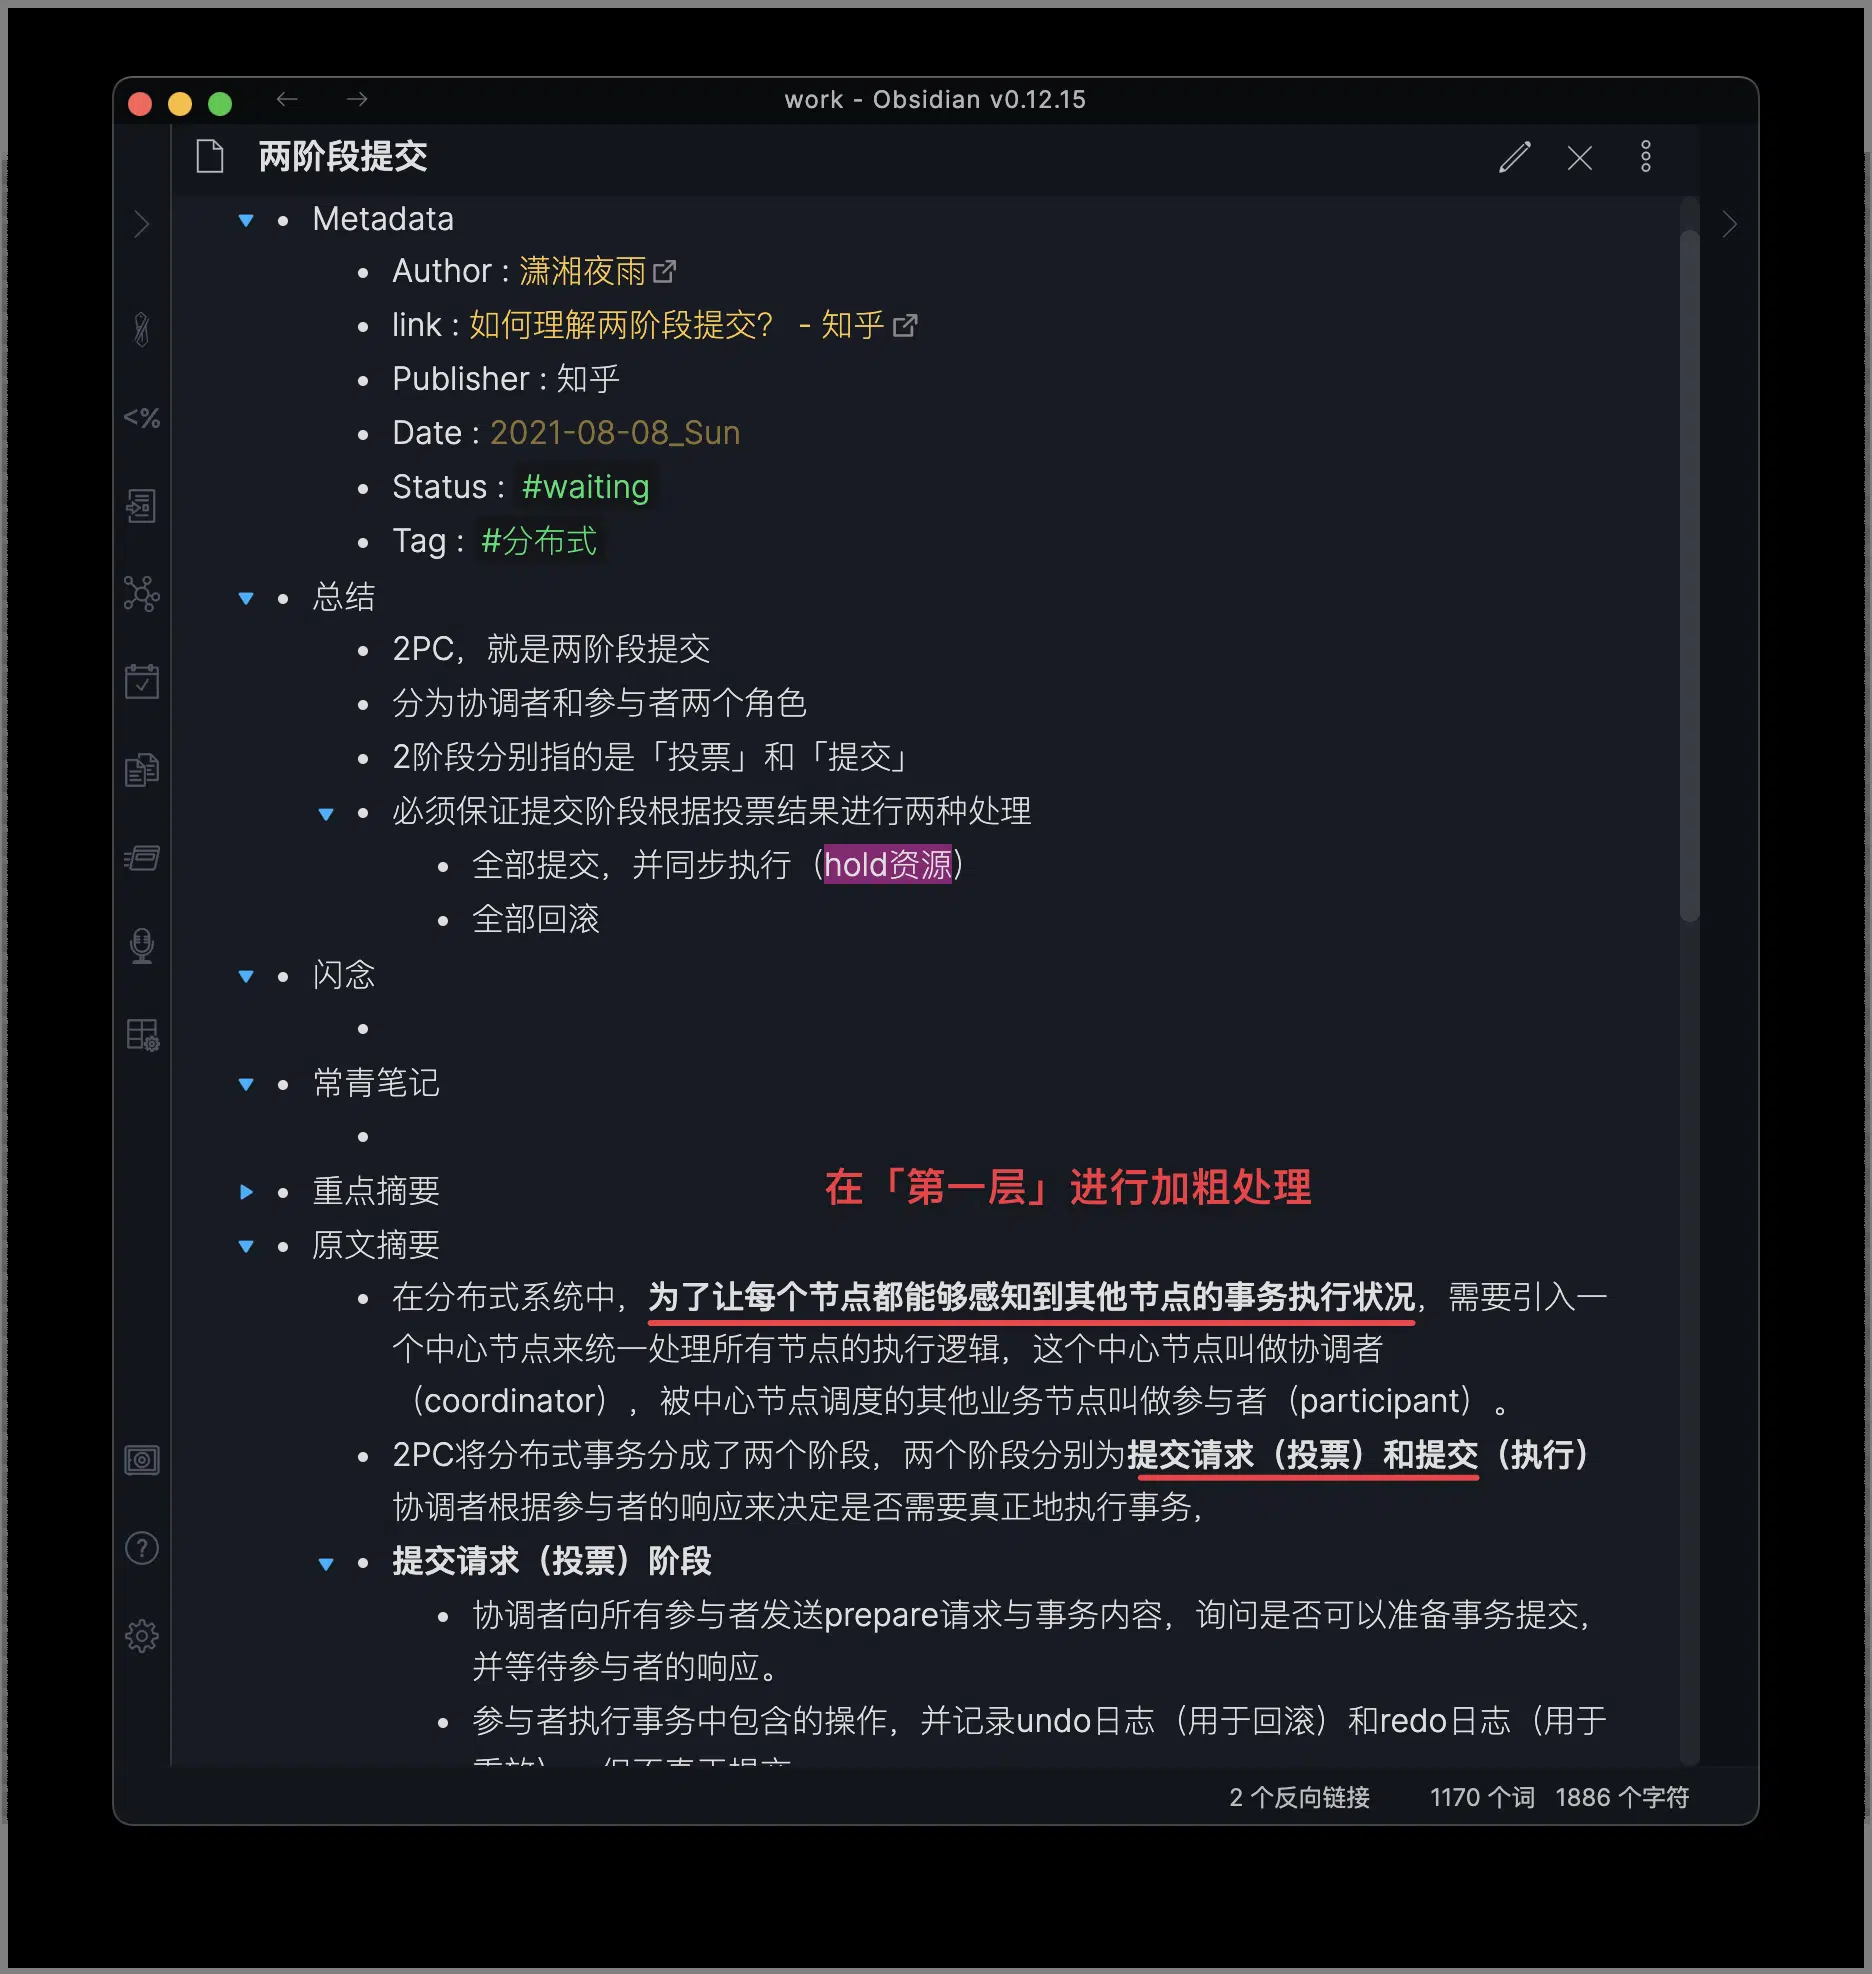 work - Obsidian v0.12.15
两阶段提交
Metadata
Author : 潇湘夜雨
link : 如何理解两阶段提交？ - 知乎
Publisher : 知乎
Date : 2021-08-08_Sun
Status : #waiting
Tag : #分布式
总结
2PC，就是两阶段提交
分为协调者和参与者两个角色
2阶段分别指的是「投票」和「提交」
必须保证提交阶段根据投票结果进行两种处理
全部提交，并同步执行（hold资源）
全部回滚
闪念
常青笔记
重点摘要
在「第一层」进行加粗处理
原文摘要
在分布式系统中，为了让每个节点都能够感知到其他节点的事务执行状况，需要引入一
个中心节点来统一处理所有节点的执行逻辑，这个中心节点叫做协调者
（coordinator），被中心节点调度的其他业务节点叫做参与者（participant）。
2PC将分布式事务分成了两个阶段，两个阶段分别为提交请求（投票）和提交（执行）
协调者根据参与者的响应来决定是否需要真正地执行事务，
提交请求（投票）阶段
协调者向所有参与者发送prepare请求与事务内容，询问是否可以准备事务提交，
并等待参与者的响应。
参与者执行事务中包含的操作，并记录undo日志（用于回滚）和redo日志（用于
2 个反向链接 1170 个词 1886 个字符